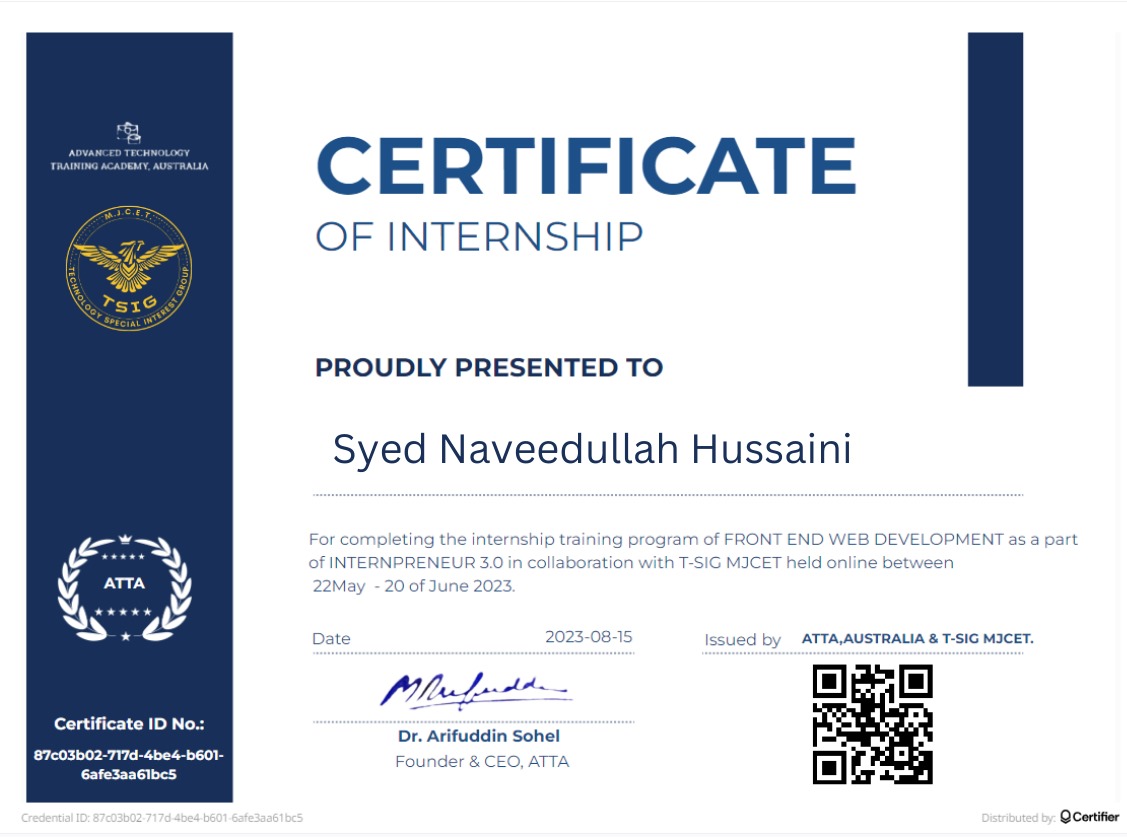 ADVANCED TECHNOLOGY
TRAINING ACADEMY, AUSTRALIA
M.J.C.E.T.
TSIG
TECHNOLOGY SPECIAL INTEREST GROUP
ATTA
Certificate ID No.:
87c03b02-717d-4be4-b601-
6afe3aa61bc5
CERTIFICATE
OF INTERNSHIP
PROUDLY PRESENTED TO
Syed Naveedullah Hussaini
For completing the internship training program of FRONT END WEB DEVELOPMENT as a part
of INTERNPRENEUR 3.0 in collaboration with T-SIG MJCET held online between
22May - 20 of June 2023.
Date 2023-08-15
Issued by ATTA,AUSTRALIA & T-SIG MJCET.
Dr. Arifuddin Sohel
Founder & CEO, ATTA
Credential ID: 87c03b02-717d-4be4-b601-6afe3aa61bc5
Distributed by: Certifier